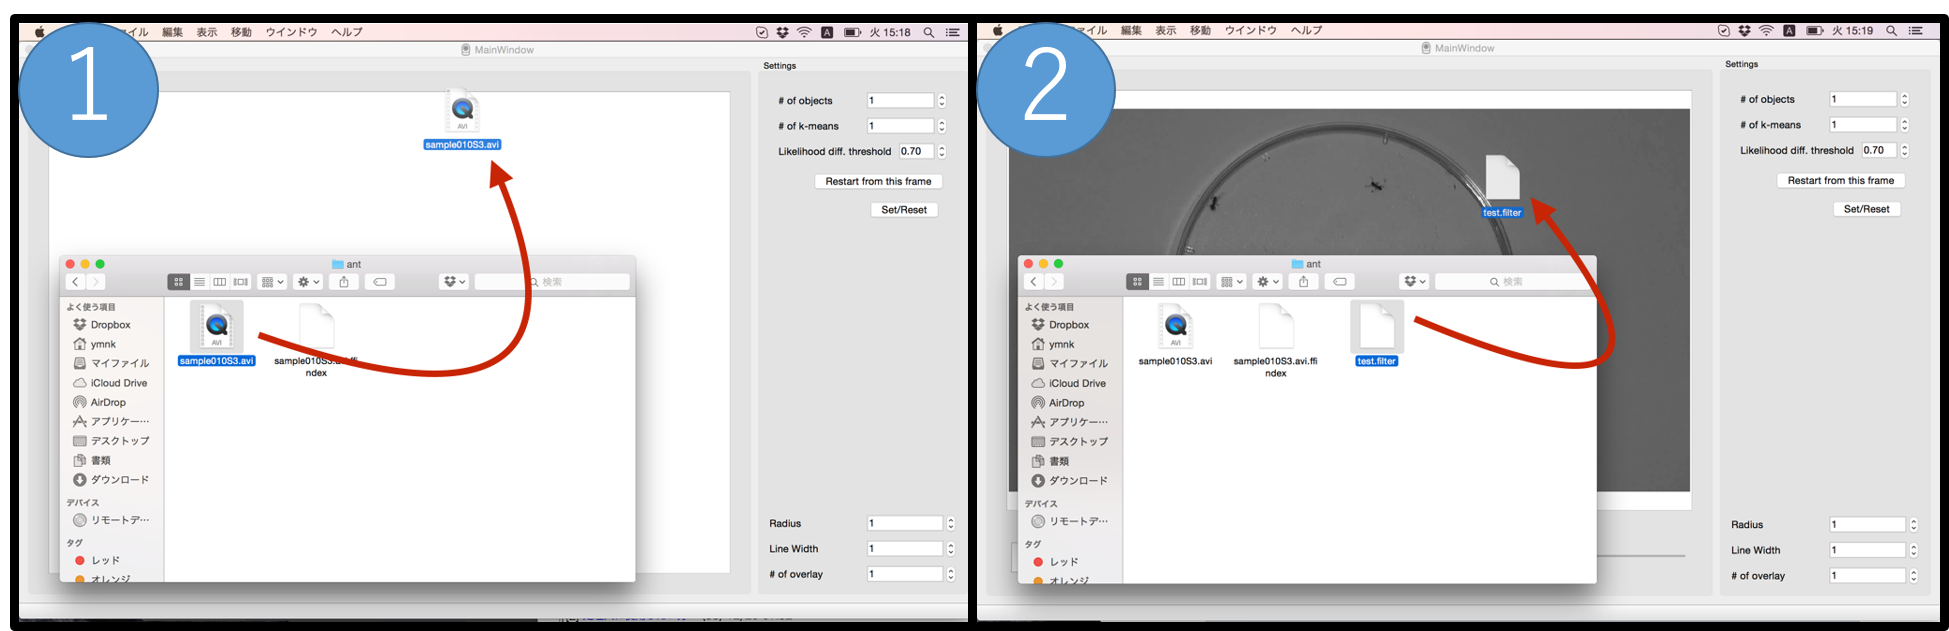 1
イル 編集 表示 移動 ウインドウ ヘルプ
A 火 15:18
MainWindow
AVI
sample010S3.avi
Settings
# of objects 1
# of k-means 1
Likelihood diff. threshold 0.70
Restart from this frame
Set/Reset
ant
検索
よく使う項目
Dropbox
ymnk
マイファイル
iCloud Drive
AirDrop
アプリケー…
デスクトップ
書類
ダウンロード
デバイス
リモートデ…
タグ
レッド
オレンジ
AVI
sample010S3.avi
ndex
Radius 1
Line Width 1
# of overlay 1
2
ァイル 編集 表示 移動 ウインドウ ヘルプ
A 火 15:19
MainWindow
test.filter
Settings
# of objects 1
# of k-means 1
Likelihood diff. threshold 0.70
Restart from this frame
Set/Reset
ant
検索
よく使う項目
Dropbox
ymnk
マイファイル
iCloud Drive
AirDrop
アプリケー…
デスクトップ
書類
ダウンロード
デバイス
リモートデ…
タグ
レッド
オレンジ
AVI
sample010S3.avi
sample010S3.avi.ffi
ndex
test.filter
Radius 1
Line Width 1
# of overlay 1